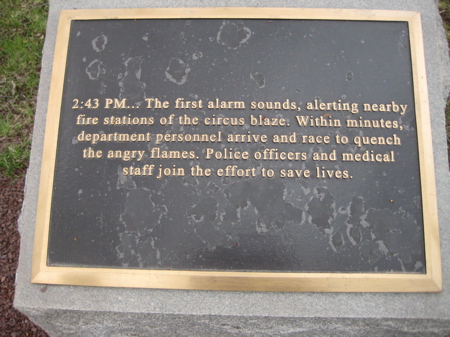 2:43 PM... The first alarm sounds, alerting nearby
fire stations of the circus blaze. Within minutes,
department personnel arrive and race to quench
the angry flames. Police officers and medical
staff join the effort to save lives.